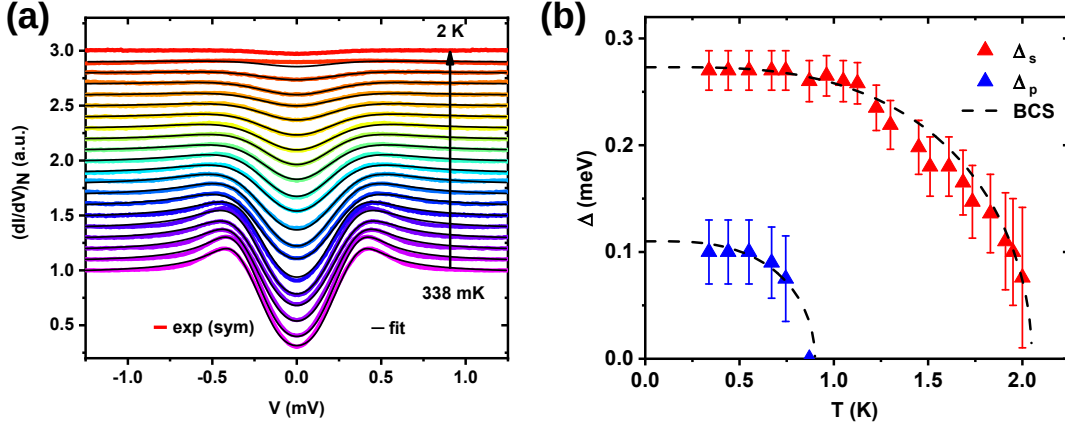 (a)
3.0
2.5
2.0
1.5
1.0
0.5
(dI/dV)N (a.u.)
2 K
338 mK
exp (sym)
fit
-1.0
-0.5
0.0
0.5
1.0
V (mV)
(b)
0.3
0.2
0.1
0.0
Δ (meV)
Δs
Δp
BCS
0.0
0.5
1.0
1.5
2.0
T (K)